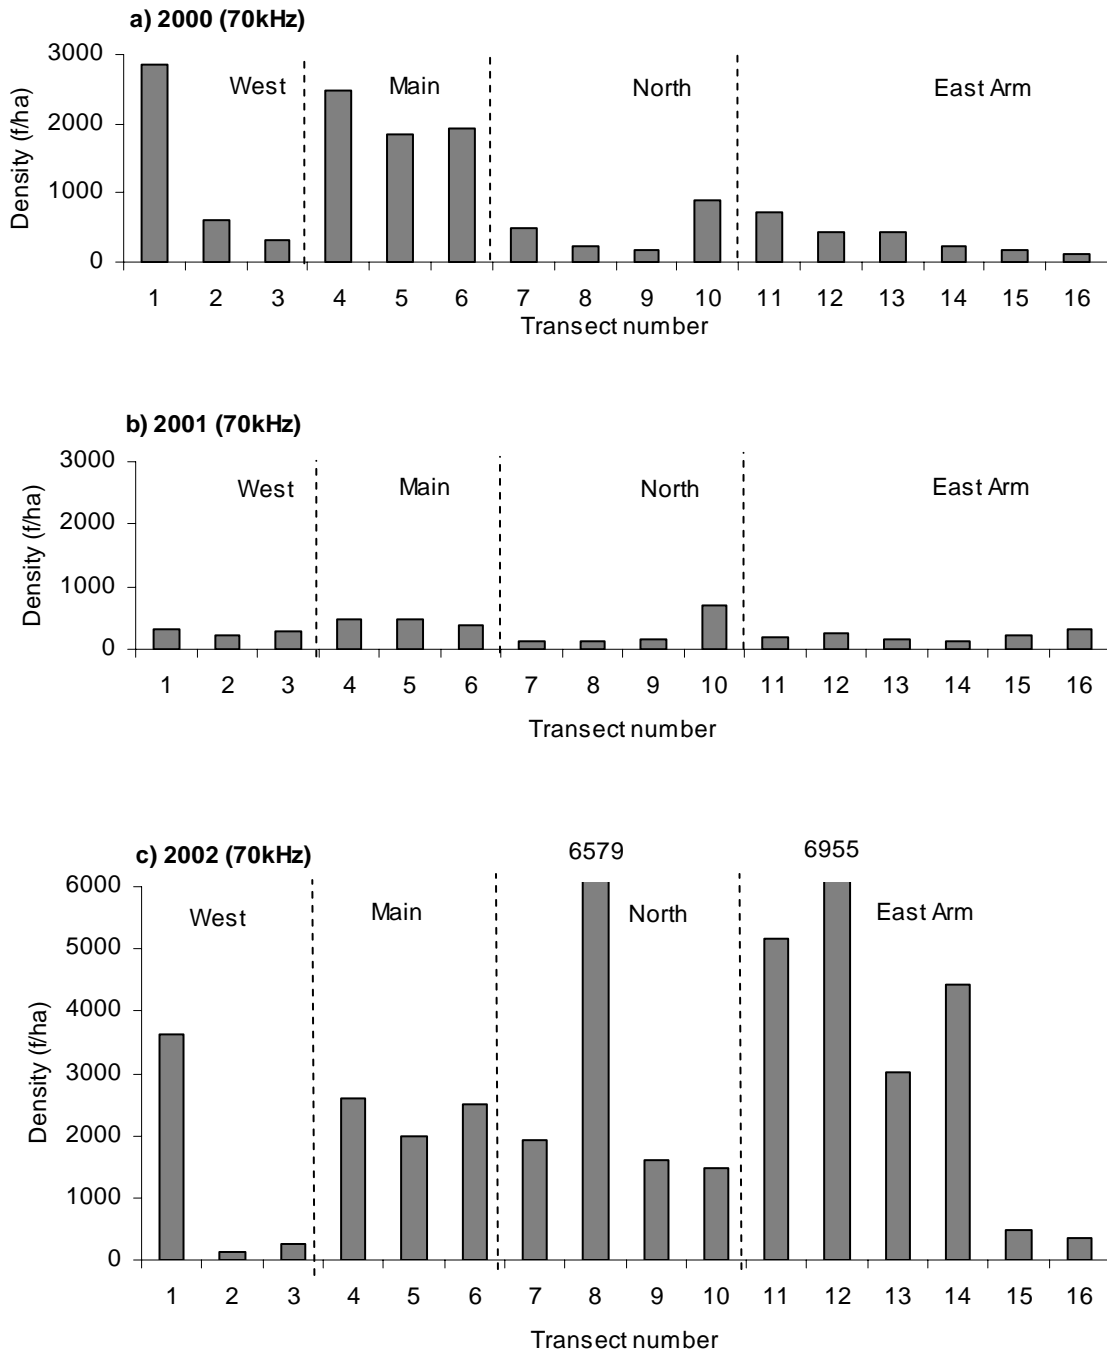 a) 2000 (70kHz)
3000
2000
1000
0
Density (f/ha)
West Main North East Arm
1 2 3 4 5 6 7 8 9 10 11 12 13 14 15 16
Transect number
b) 2001 (70kHz)
3000
2000
1000
0
Density (f/ha)
West Main North East Arm
1 2 3 4 5 6 7 8 9 10 11 12 13 14 15 16
Transect number
c) 2002 (70kHz)
6579 6955
6000
5000
4000
3000
2000
1000
0
Density (f/ha)
West Main North East Arm
1 2 3 4 5 6 7 8 9 10 11 12 13 14 15 16
Transect number